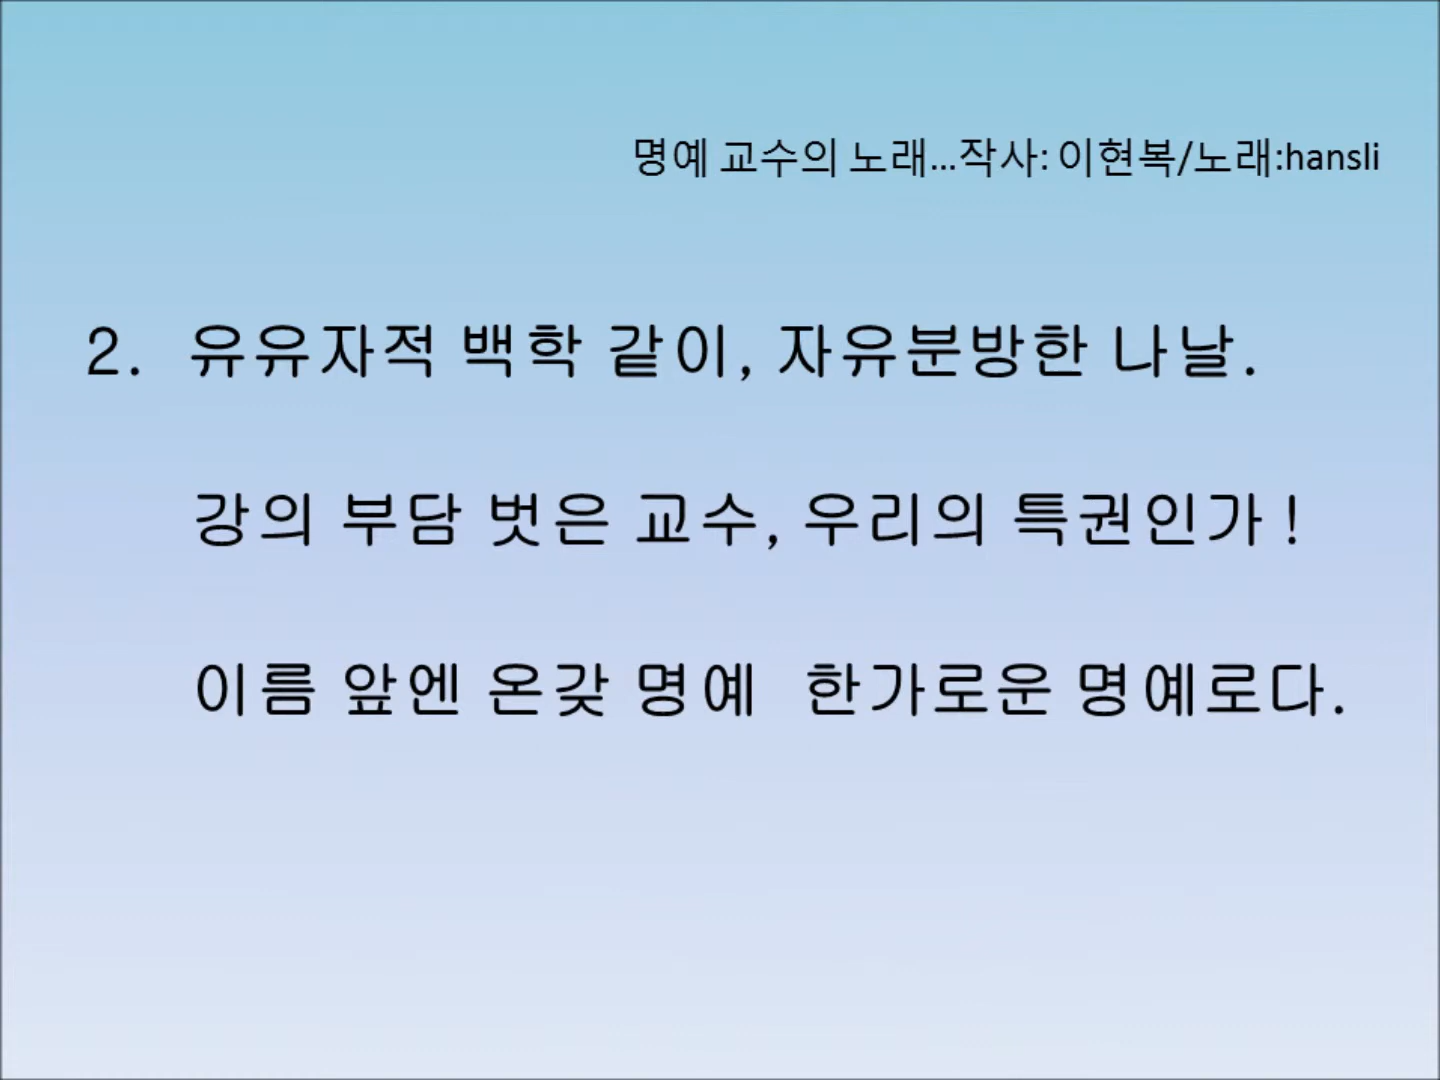 명예 교수의 노래...작사: 이현복/노래:hansli
2. 유유자적 백학 같이, 자유분방한 나날.
강의 부담 벗은 교수, 우리의 특권인가 !
이름 앞엔 온갖 명예 한가로운 명예로다.